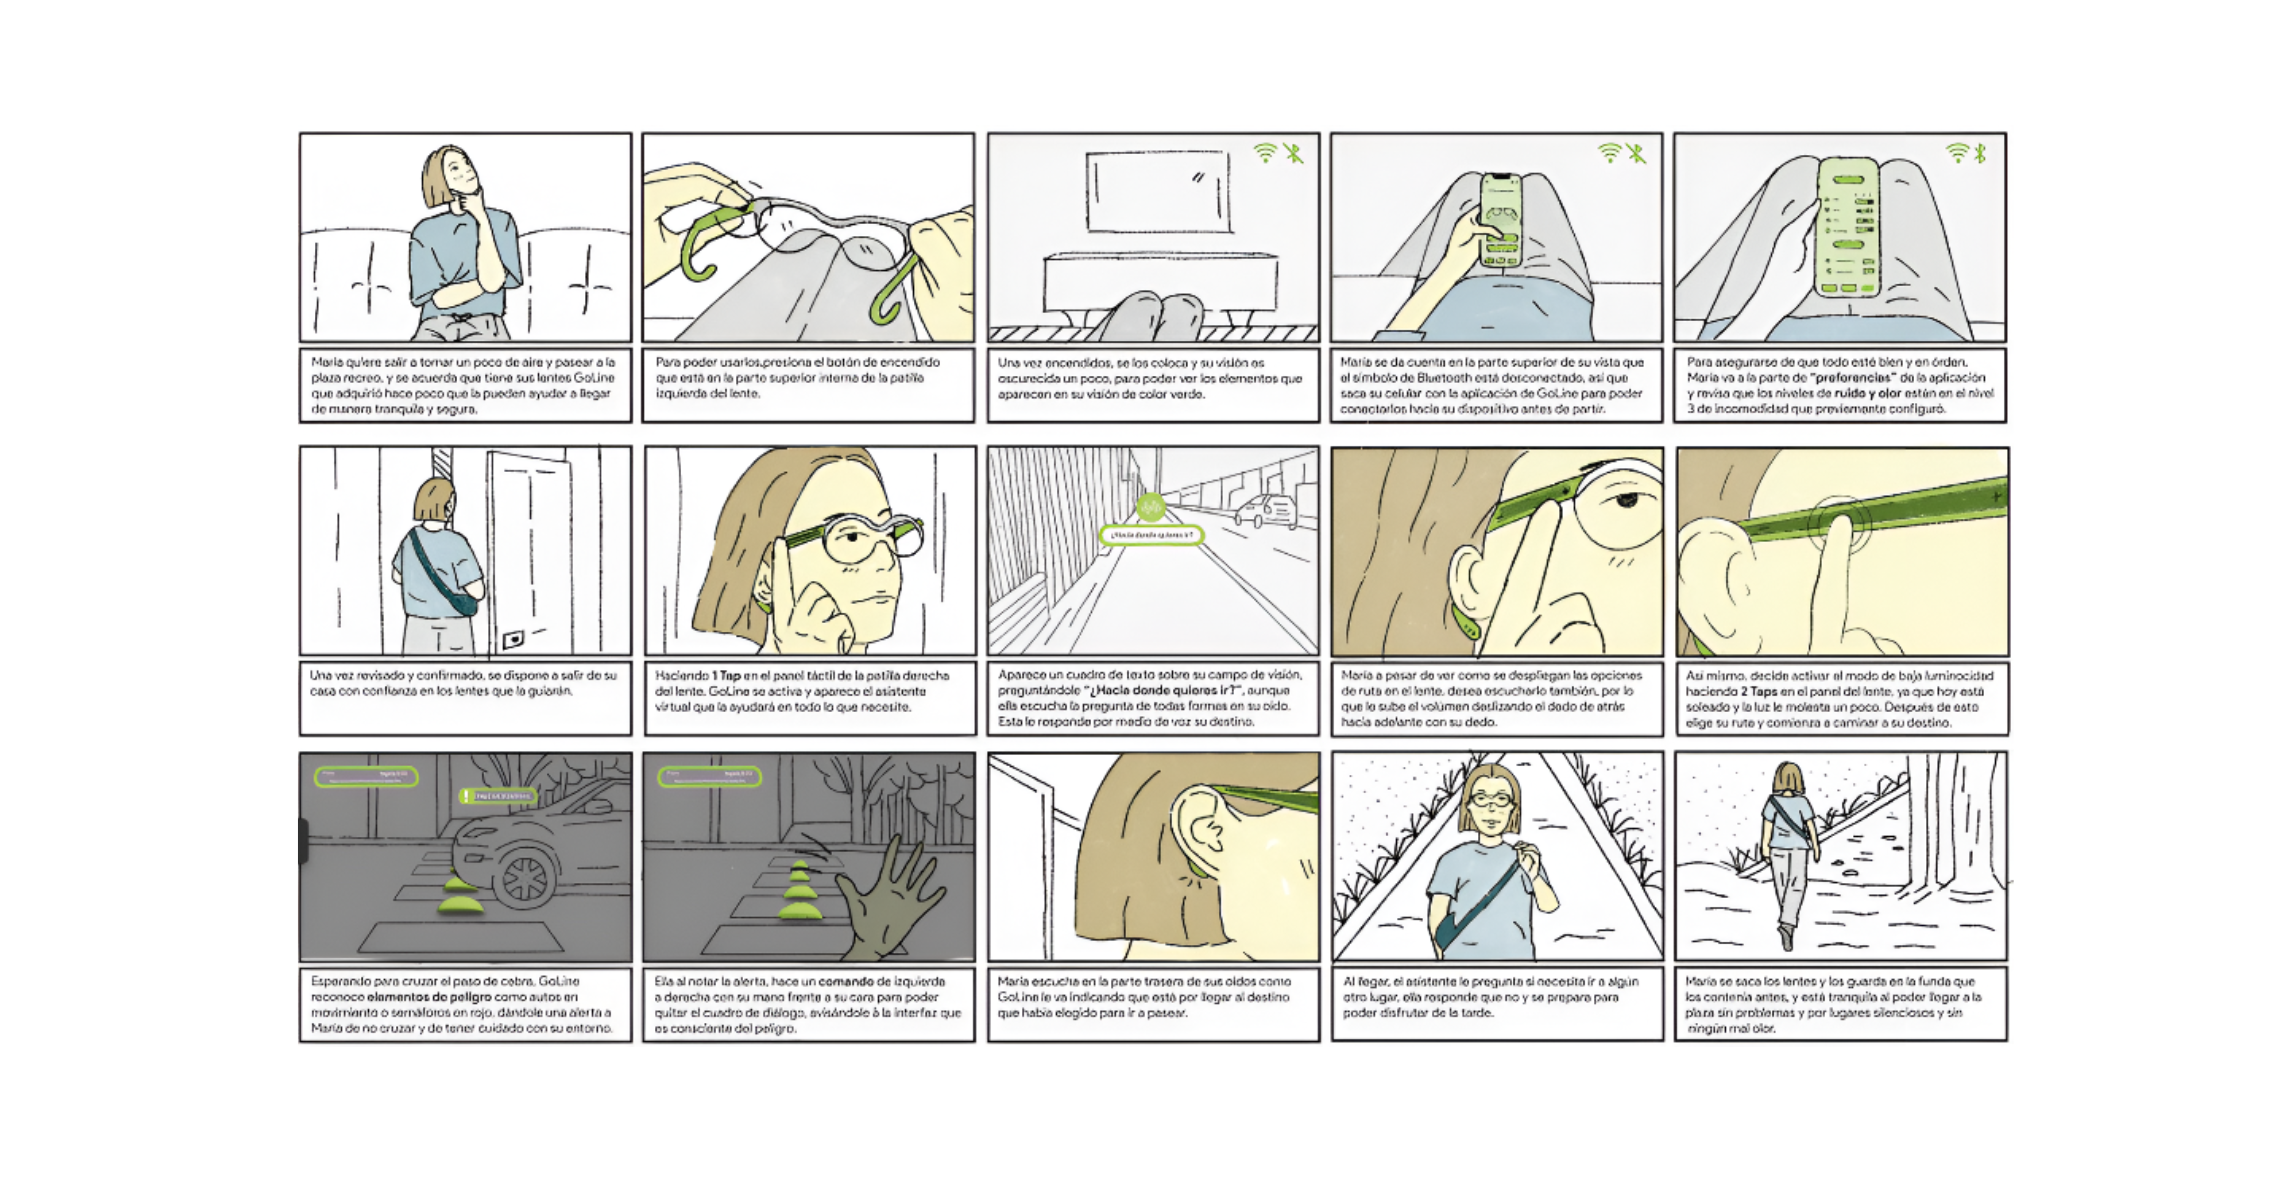 María quiere salir a tomar un poco de aire y pasear a la
plaza recreo, y se acuerda que tiene sus lentes GoLine
que adquirió hace poco que la pueden ayudar a llegar
de manera tranquila y segura.
Para poder usarlos,presiona el botón de encendido
que está en la parte superior interna de la patilla
izquierda del lente.
Una vez encendidos, se los coloca y su visión es
oscurecida un poco, para poder ver los elementos que
aparecen en su visión de color verde.
María se da cuenta en la parte superior de su vista que
el símbolo de Bluetooth está desconectado, así que
saca su celular con la aplicación de GoLine para poder
conectarlos hacia su dispositivo antes de partir.
Para asegurarse de que todo esté bien y en órden,
María va a la parte de "preferencias" de la aplicación
y revisa que los niveles de ruido y olor estén en el nivel
3 de incomodidad que previamente configuró.
Una vez revisado y confirmado, se dispone a salir de su
casa con confianza en los lentes que la guiarán.
Haciendo 1 Tap en el panel táctil de la patilla derecha
del lente, GoLine se activa y aparece el asistente
virtual que la ayudará en todo lo que necesite.
¿Hacia donde quieres ir?
Aparece un cuadro de texto sobre su campo de visión,
preguntándole "¿Hacia donde quieres ir?", aunque
ella escucha la pregunta de todas formas en su oído.
Esta le responde por medio de voz su destino.
María a pesar de ver como se despliegan las opciones
de ruta en el lente, desea escucharlo también, por lo
que le sube el volúmen deslizando el dedo de atrás
hacia adelante con su dedo.
Así mismo, decide activar el modo de baja luminocidad
haciendo 2 Taps en el panel del lente, ya que hoy está
soleado y la luz le molesta un poco. Después de esto
elige su ruta y comienza a caminar a su destino.
Esperando para cruzar el paso de cebra, GoLine
reconoce elementos de peligro como autos en
movimiento o semáforos en rojo, dándole una alerta a
María de no cruzar y de tener cuidado con su entorno.
Ella al notar la alerta, hace un comando de izquierda
a derecha con su mano frente a su cara para poder
quitar el cuadro de diálogo, avisándole à la interfaz que
es consciente del peligro.
María escucha en la parte trasera de sus oídos como
GoLine le va indicando que está por llegar al destino
que había elegido para ir a pasear.
Al llegar, el asistente le pregunta si necesita ir a algún
otro lugar, ella responde que no y se prepara para
poder disfrutar de la tarde.
María se saca los lentes y los guarda en la funda que
los contenía antes, y está tranquila al poder llegar a la
plaza sin problemas y por lugares silenciosos y sin
ningún mal olor.